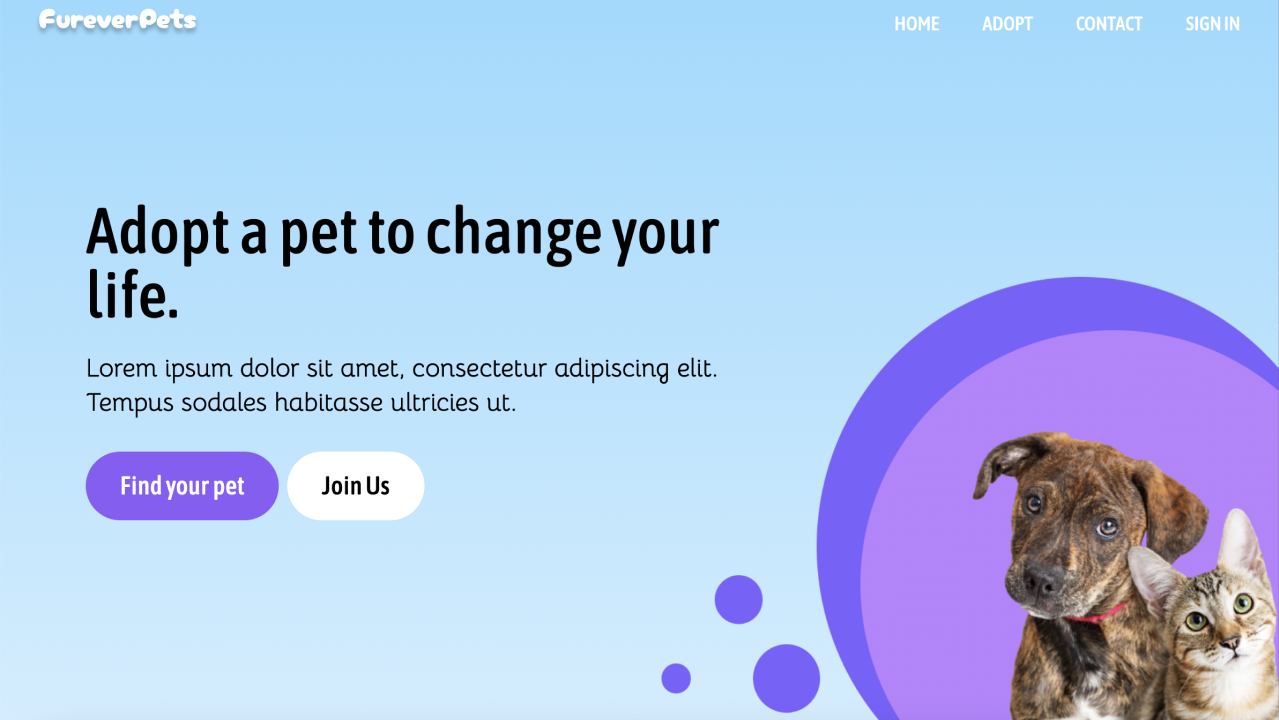 FureverPets
HOME ADOPT CONTACT SIGN IN
Adopt a pet to change your
life.
Lorem ipsum dolor sit amet, consectetur adipiscing elit.
Tempus sodales habitasse ultricies ut.
Find your pet Join Us